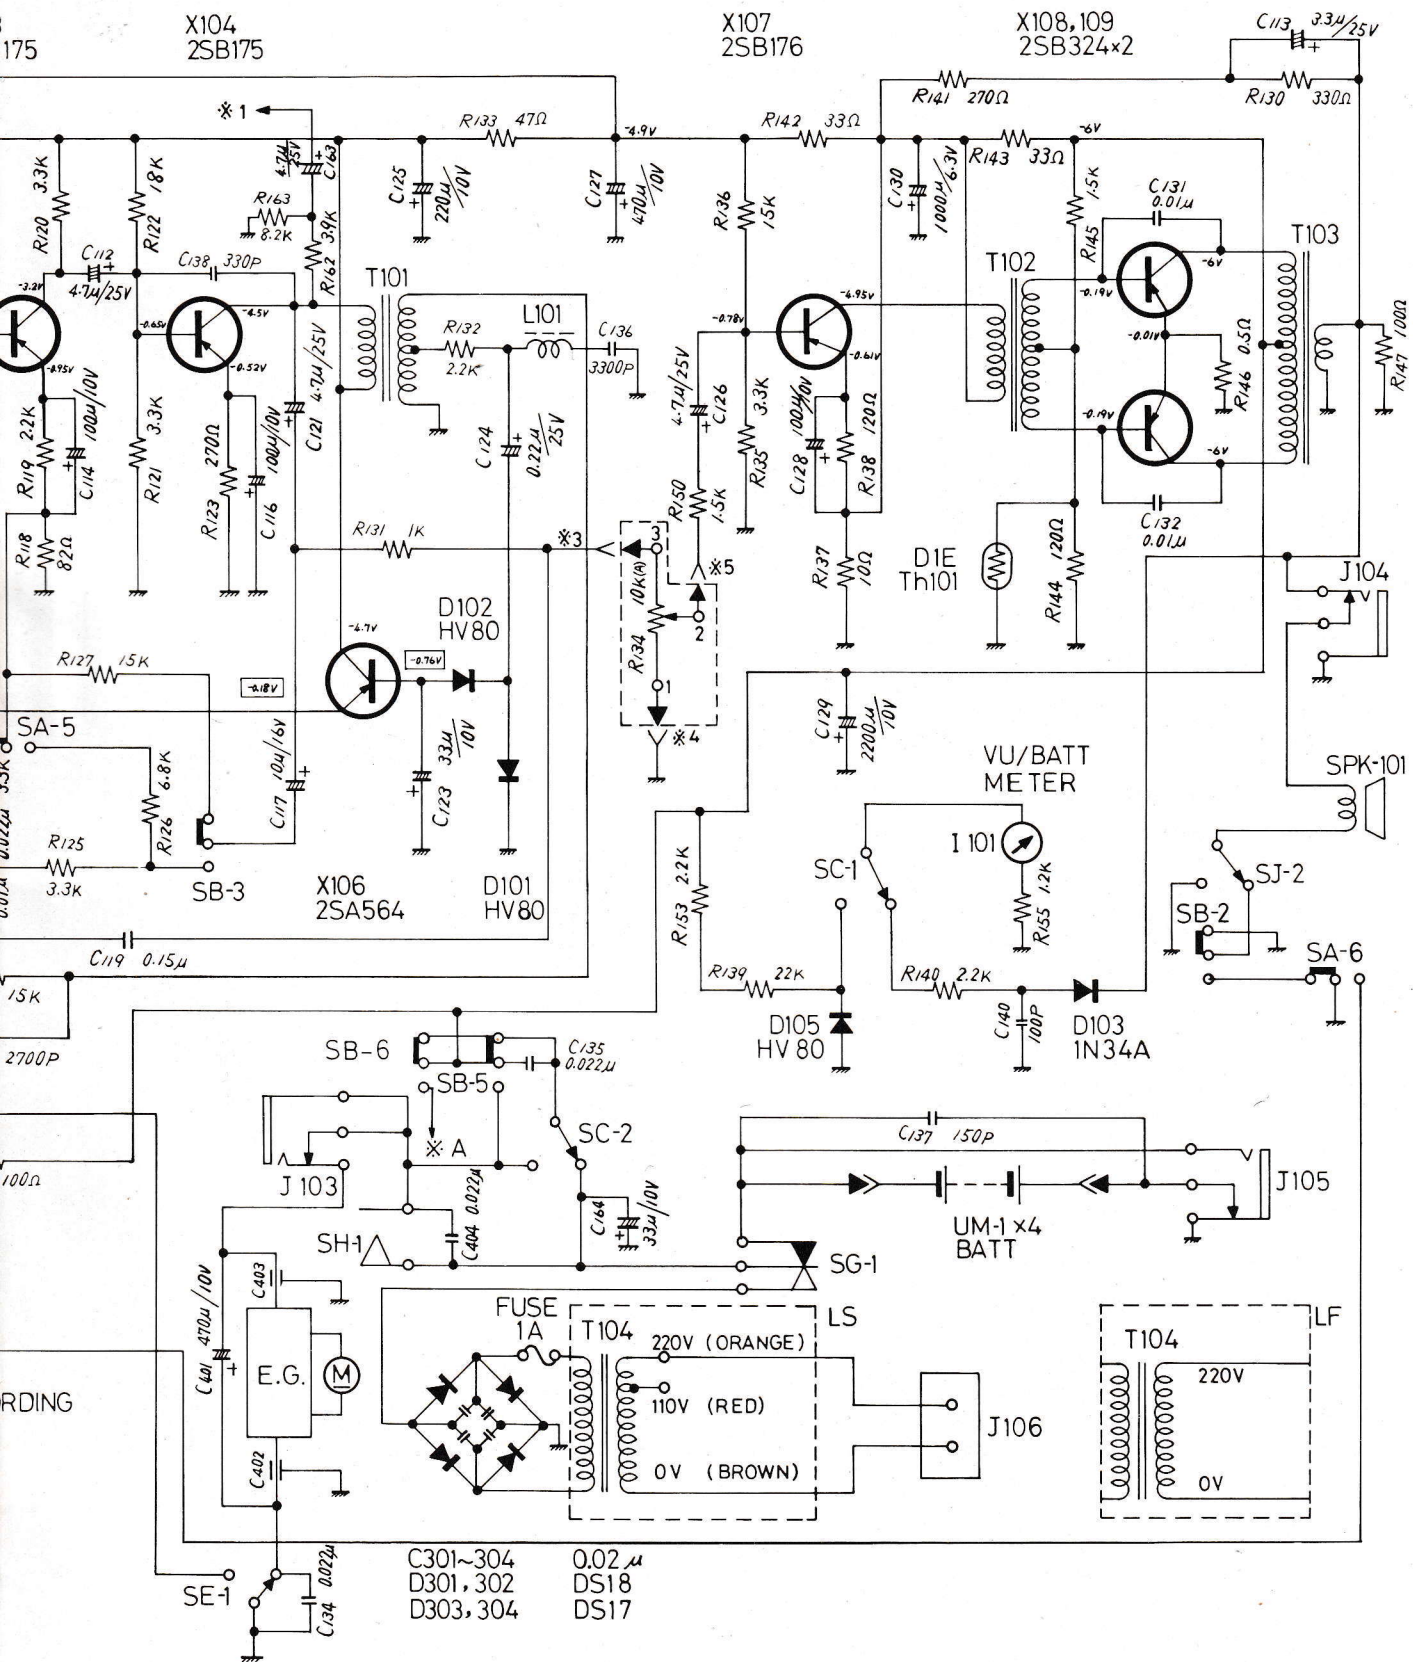 175
X104
2SB175
X107
2SB176
X108,109
2SB324×2
C113
3.3μ/25V
R141 270Ω
R130 330Ω
※1
R133 47Ω
-4.9V
R142 33Ω
R143
33Ω
-6V
4.7μ/25V
C163
R120 3.3K
R122 18K
R163
8.2K
R162 3.9K
C125
220μ/10V
C127
470μ/10V
R136
15K
C130
1000μ/6.3V
R145
1.5K
C131
0.01μ
C112
4.7μ/25V
C138 330P
T101
T102
T103
-3.2V
-0.65V
-4.5V
-0.95V
-0.52V
R132
2.2K
L101
C136
3300P
-0.78V
-4.95V
-0.61V
-0.19V
-6V
-0.01V
-0.19V
-6V
R146 0.5Ω
R147 100Ω
R119 2.2K
C114 100μ/10V
R121 3.3K
R123 270Ω
C116 100μ/10V
C121 4.7μ/25V
C124
0.22μ/25V
4.7μ/25V
C126
R135
3.3K
C128 100μ/10V
R138 120Ω
R150
1.5K
C132
0.01μ
R118
82Ω
R131 1K
※3
3
10K(A)
R134
※5
2
1
※4
R137
10Ω
D1E
Th101
R144 120Ω
J104
D102
HV80
-4.7V
-0.76V
-0.18V
R127 15K
SA-5
R126 6.8K
C117 10μ/16V
C123 33μ/10V
C129
2200μ/10V
VU/BATT
METER
SPK-101
3.3K
0.022μ
0.01μ
R125
3.3K
SB-3
X106
2SA564
D101
HV80
R153 2.2K
SC-1
I 101
R155 1.2K
SJ-2
SB-2
SA-6
C119 0.15μ
15K
2700P
R139 22K
R140 2.2K
D105
HV 80
C140
100P
D103
1N34A
SB-6
SB-5
C135
0.022μ
※ A
SC-2
C137 150P
J103
100Ω
C404 0.022μ
C164
33μ/10V
J105
UM-1 ×4
BATT
SH-1
SG-1
C403
C401 470μ/10V
E.G.
M
C402
FUSE
1A
T104
LS
220V (ORANGE)
110V (RED)
0V (BROWN)
J106
T104
LF
220V
0V
RDING
SE-1
C134 0.022μ
C301~304 0.02μ
D301,302 DS18
D303,304 DS17